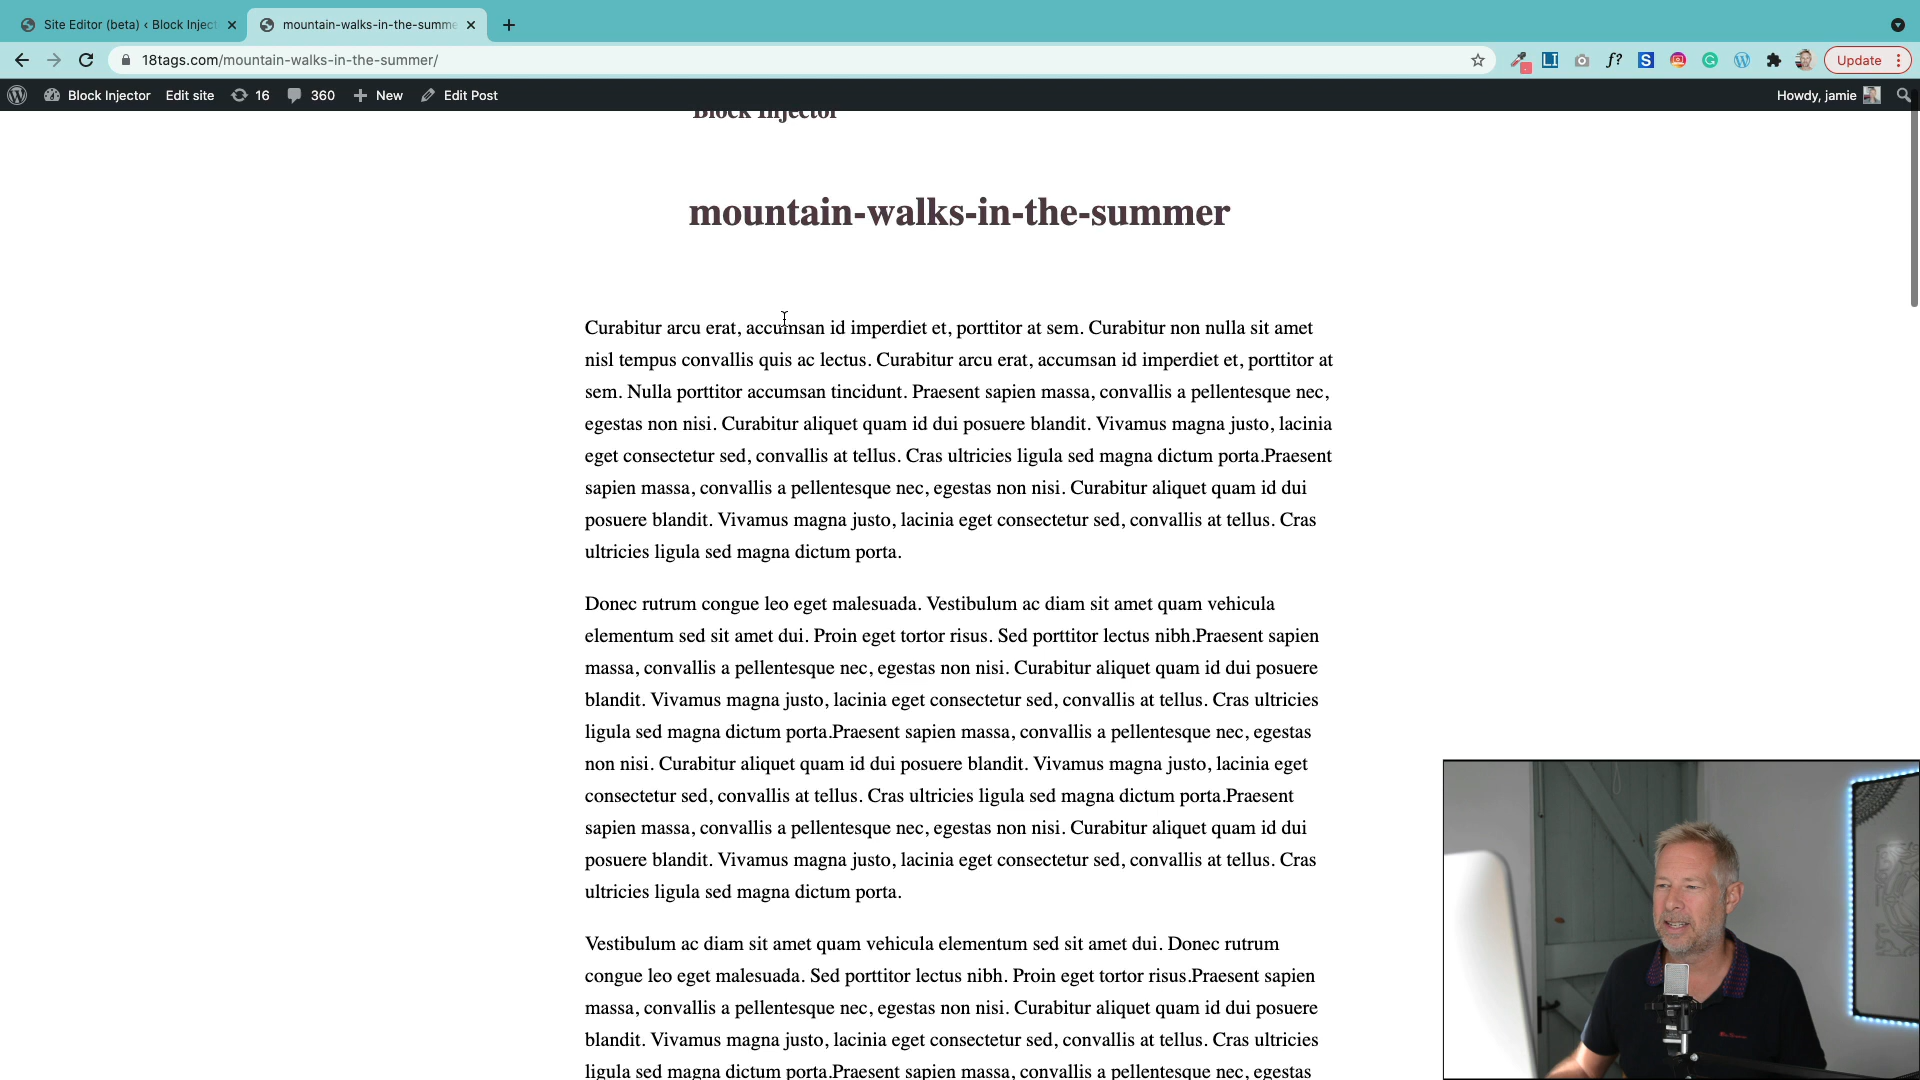 Site Editor (beta) ‹ Block Inject
mountain-walks-in-the-summe
18tags.com/mountain-walks-in-the-summer/
Update
Block Injector
Edit site
16
360
New
Edit Post
Howdy, jamie
Block Injector
mountain-walks-in-the-summer
Curabitur arcu erat, accumsan id imperdiet et, porttitor at sem. Curabitur non nulla sit amet
nisl tempus convallis quis ac lectus. Curabitur arcu erat, accumsan id imperdiet et, porttitor at
sem. Nulla porttitor accumsan tincidunt. Praesent sapien massa, convallis a pellentesque nec,
egestas non nisi. Curabitur aliquet quam id dui posuere blandit. Vivamus magna justo, lacinia
eget consectetur sed, convallis at tellus. Cras ultricies ligula sed magna dictum porta.Praesent
sapien massa, convallis a pellentesque nec, egestas non nisi. Curabitur aliquet quam id dui
posuere blandit. Vivamus magna justo, lacinia eget consectetur sed, convallis at tellus. Cras
ultricies ligula sed magna dictum porta.
Donec rutrum congue leo eget malesuada. Vestibulum ac diam sit amet quam vehicula
elementum sed sit amet dui. Proin eget tortor risus. Sed porttitor lectus nibh.Praesent sapien
massa, convallis a pellentesque nec, egestas non nisi. Curabitur aliquet quam id dui posuere
blandit. Vivamus magna justo, lacinia eget consectetur sed, convallis at tellus. Cras ultricies
ligula sed magna dictum porta.Praesent sapien massa, convallis a pellentesque nec, egestas
non nisi. Curabitur aliquet quam id dui posuere blandit. Vivamus magna justo, lacinia eget
consectetur sed, convallis at tellus. Cras ultricies ligula sed magna dictum porta.Praesent
sapien massa, convallis a pellentesque nec, egestas non nisi. Curabitur aliquet quam id dui
posuere blandit. Vivamus magna justo, lacinia eget consectetur sed, convallis at tellus. Cras
ultricies ligula sed magna dictum porta.
Vestibulum ac diam sit amet quam vehicula elementum sed sit amet dui. Donec rutrum
congue leo eget malesuada. Sed porttitor lectus nibh. Proin eget tortor risus.Praesent sapien
massa, convallis a pellentesque nec, egestas non nisi. Curabitur aliquet quam id dui posuere
blandit. Vivamus magna justo, lacinia eget consectetur sed, convallis at tellus. Cras ultricies
ligula sed magna dictum porta.Praesent sapien massa, convallis a pellentesque nec, egestas